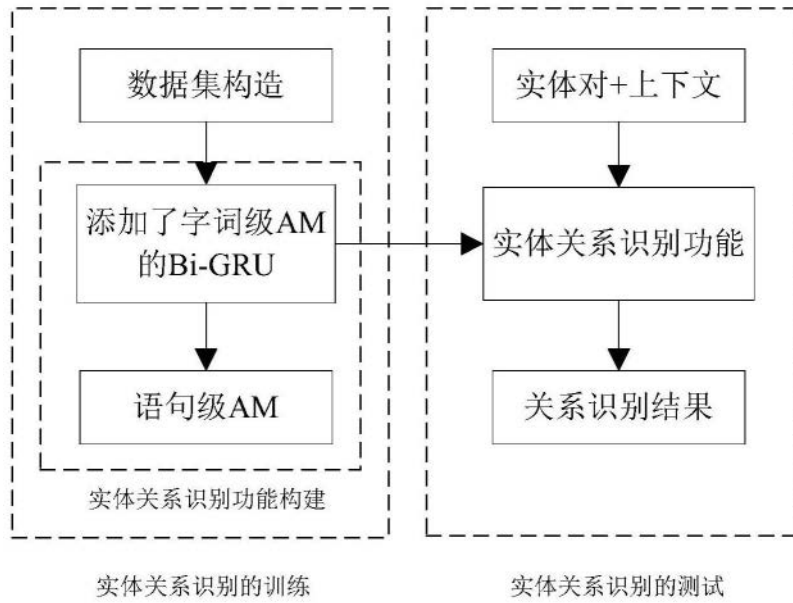 数据集构造
添加了字词级AM
的Bi-GRU
语句级AM
实体关系识别功能构建
实体关系识别的训练
实体对+上下文
实体关系识别功能
关系识别结果
实体关系识别的测试